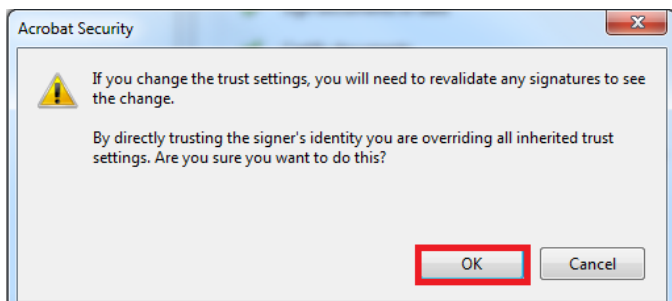 Acrobat Security
If you change the trust settings, you will need to revalidate any signatures to see
the change.
By directly trusting the signer's identity you are overriding all inherited trust
settings. Are you sure you want to do this?
OK
Cancel